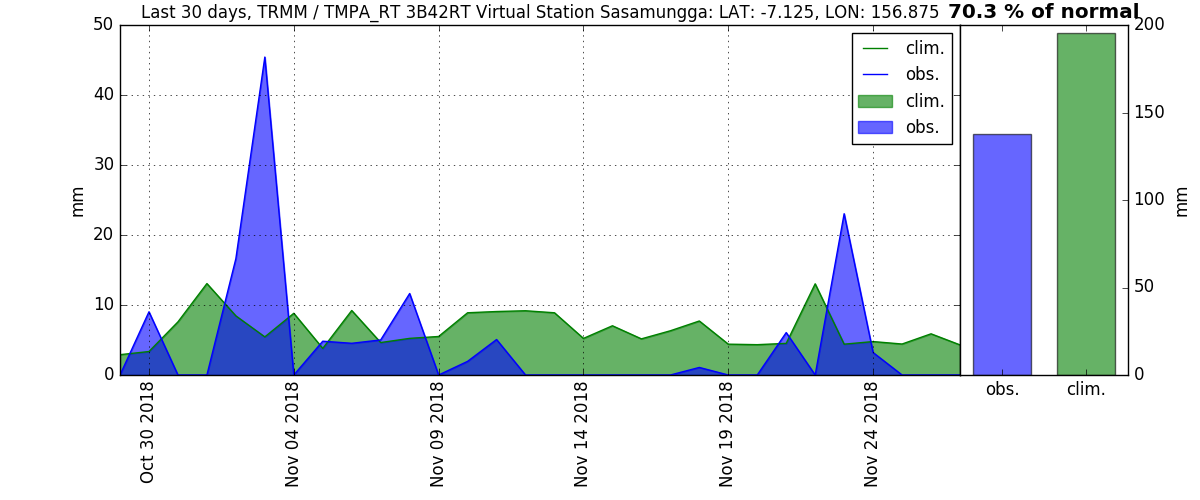 Last 30 days, TRMM / TMPA_RT 3B42RT Virtual Station Sasamungga: LAT: -7.125, LON: 156.875
70.3 % of normal
50
40
30
20
10
0
mm
clim.
obs.
clim.
obs.
Oct 30 2018
Nov 04 2018
Nov 09 2018
Nov 14 2018
Nov 19 2018
Nov 24 2018
200
150
100
50
0
mm
obs.
clim.